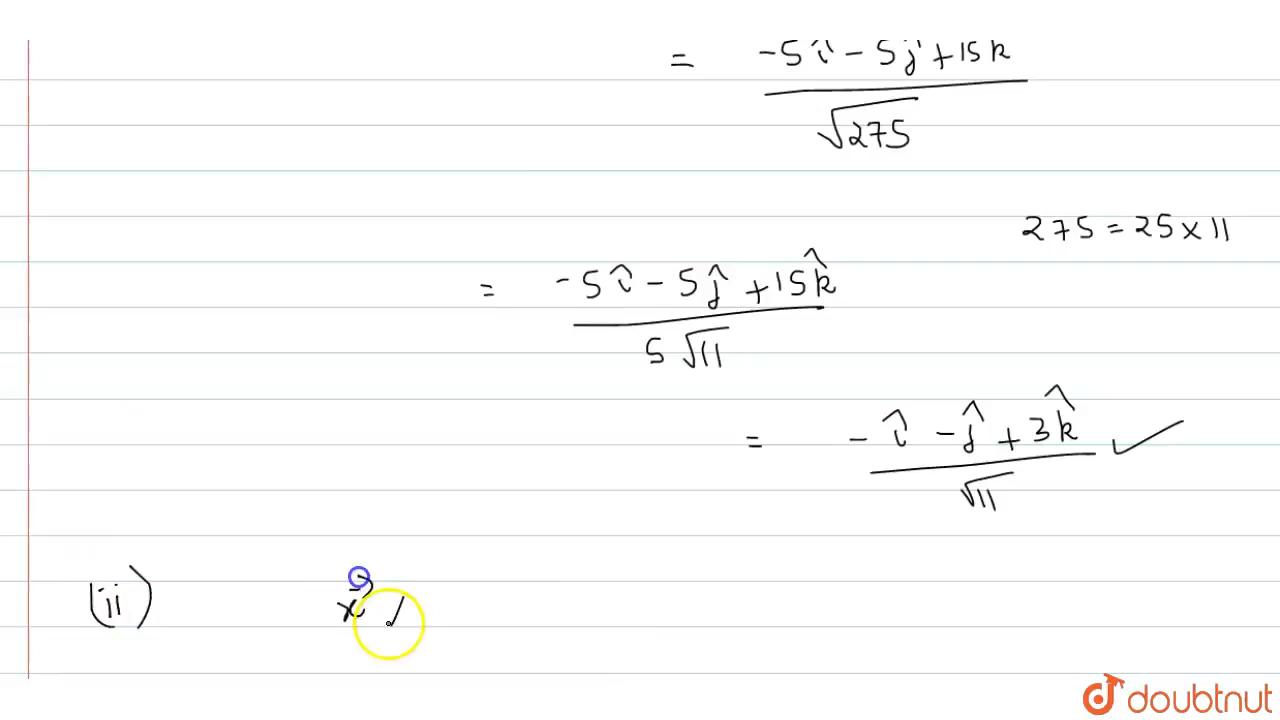 = -5î - 5ĵ + 15k
√275
275 = 25 × 11
= -5î - 5ĵ + 15k̂
5√11
= -î - ĵ + 3k̂ ✓
√11
(ii)
doubtnut